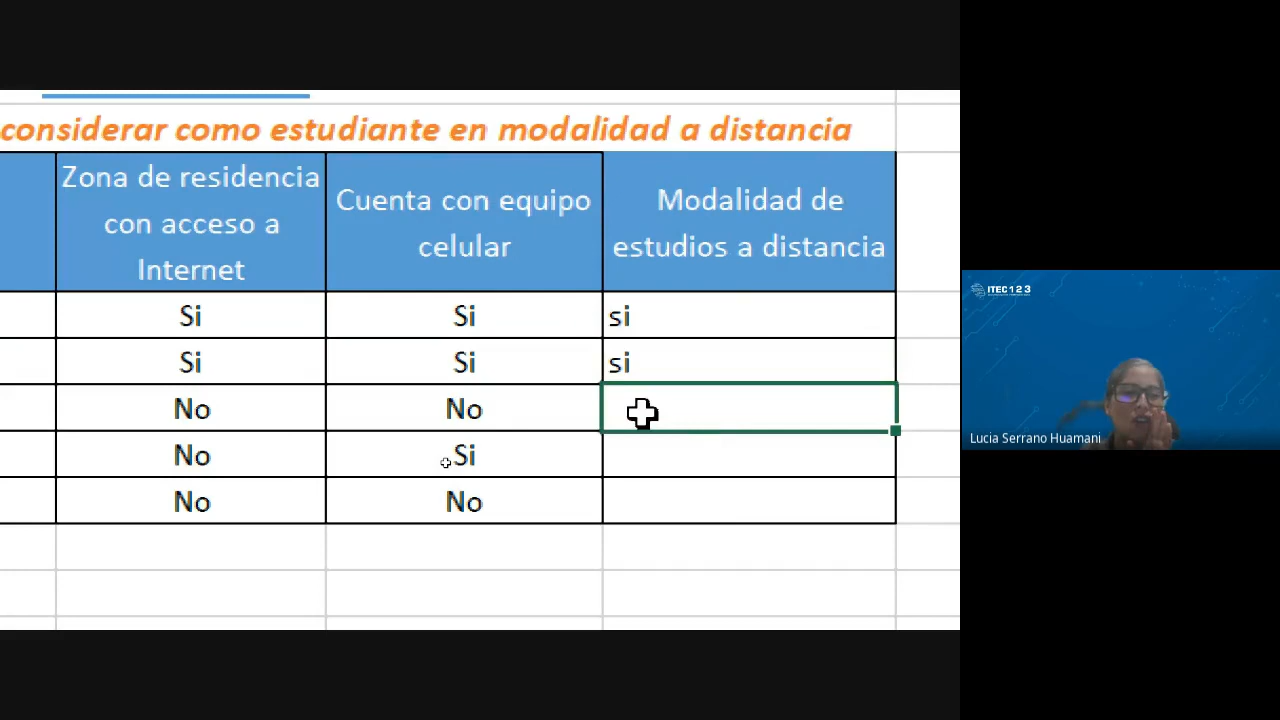 considerar como estudiante en modalidad a distancia
Zona de residencia
con acceso a
Internet
Cuenta con equipo
celular
Modalidad de
estudios a distancia
Si Si si
Si Si si
No No
No Si
No No
ITEC 1 2 3
Lucia Serrano Huamani